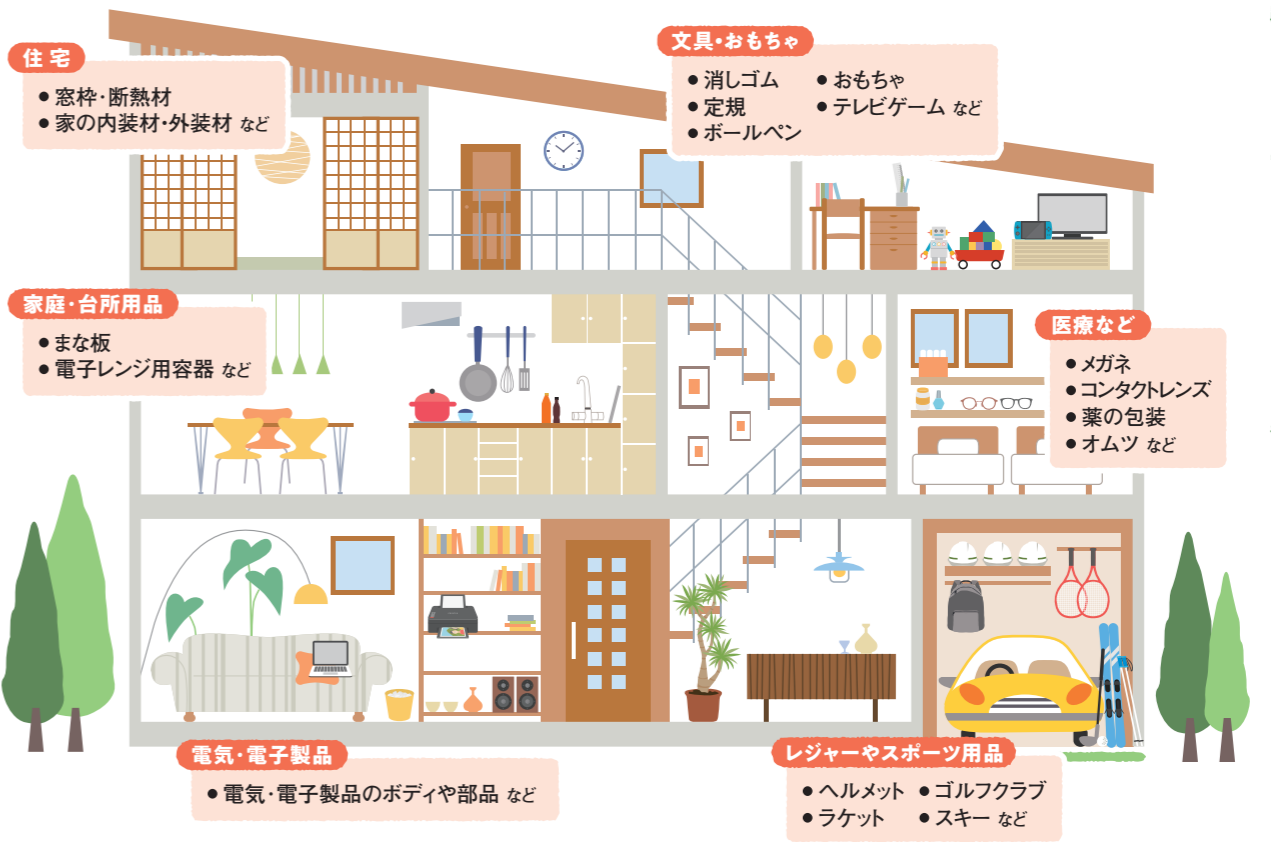 住宅
● 窓枠・断熱材
● 家の内装材・外装材 など
文具・おもちゃ
● 消しゴム
● 定規
● ボールペン
● おもちゃ
● テレビゲーム など
家庭・台所用品
● まな板
● 電子レンジ用容器 など
医療など
● メガネ
● コンタクトレンズ
● 薬の包装
● オムツ など
電気・電子製品
● 電気・電子製品のボディや部品 など
レジャーやスポーツ用品
● ヘルメット
● ラケット
● ゴルフクラブ
● スキー など